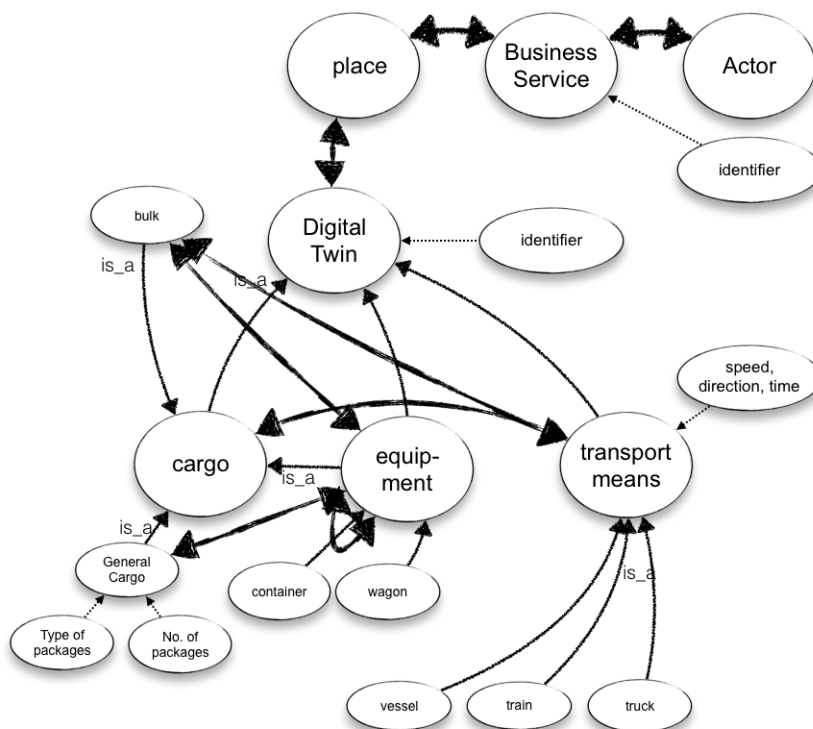 place
Business
Service
Actor
identifier
bulk
Digital
Twin
identifier
is_a
is_a
speed,
direction, time
cargo
equip-
ment
transport
means
is_a
is_a
General
Cargo
is_a
container
wagon
Type of
packages
No. of
packages
vessel
train
truck